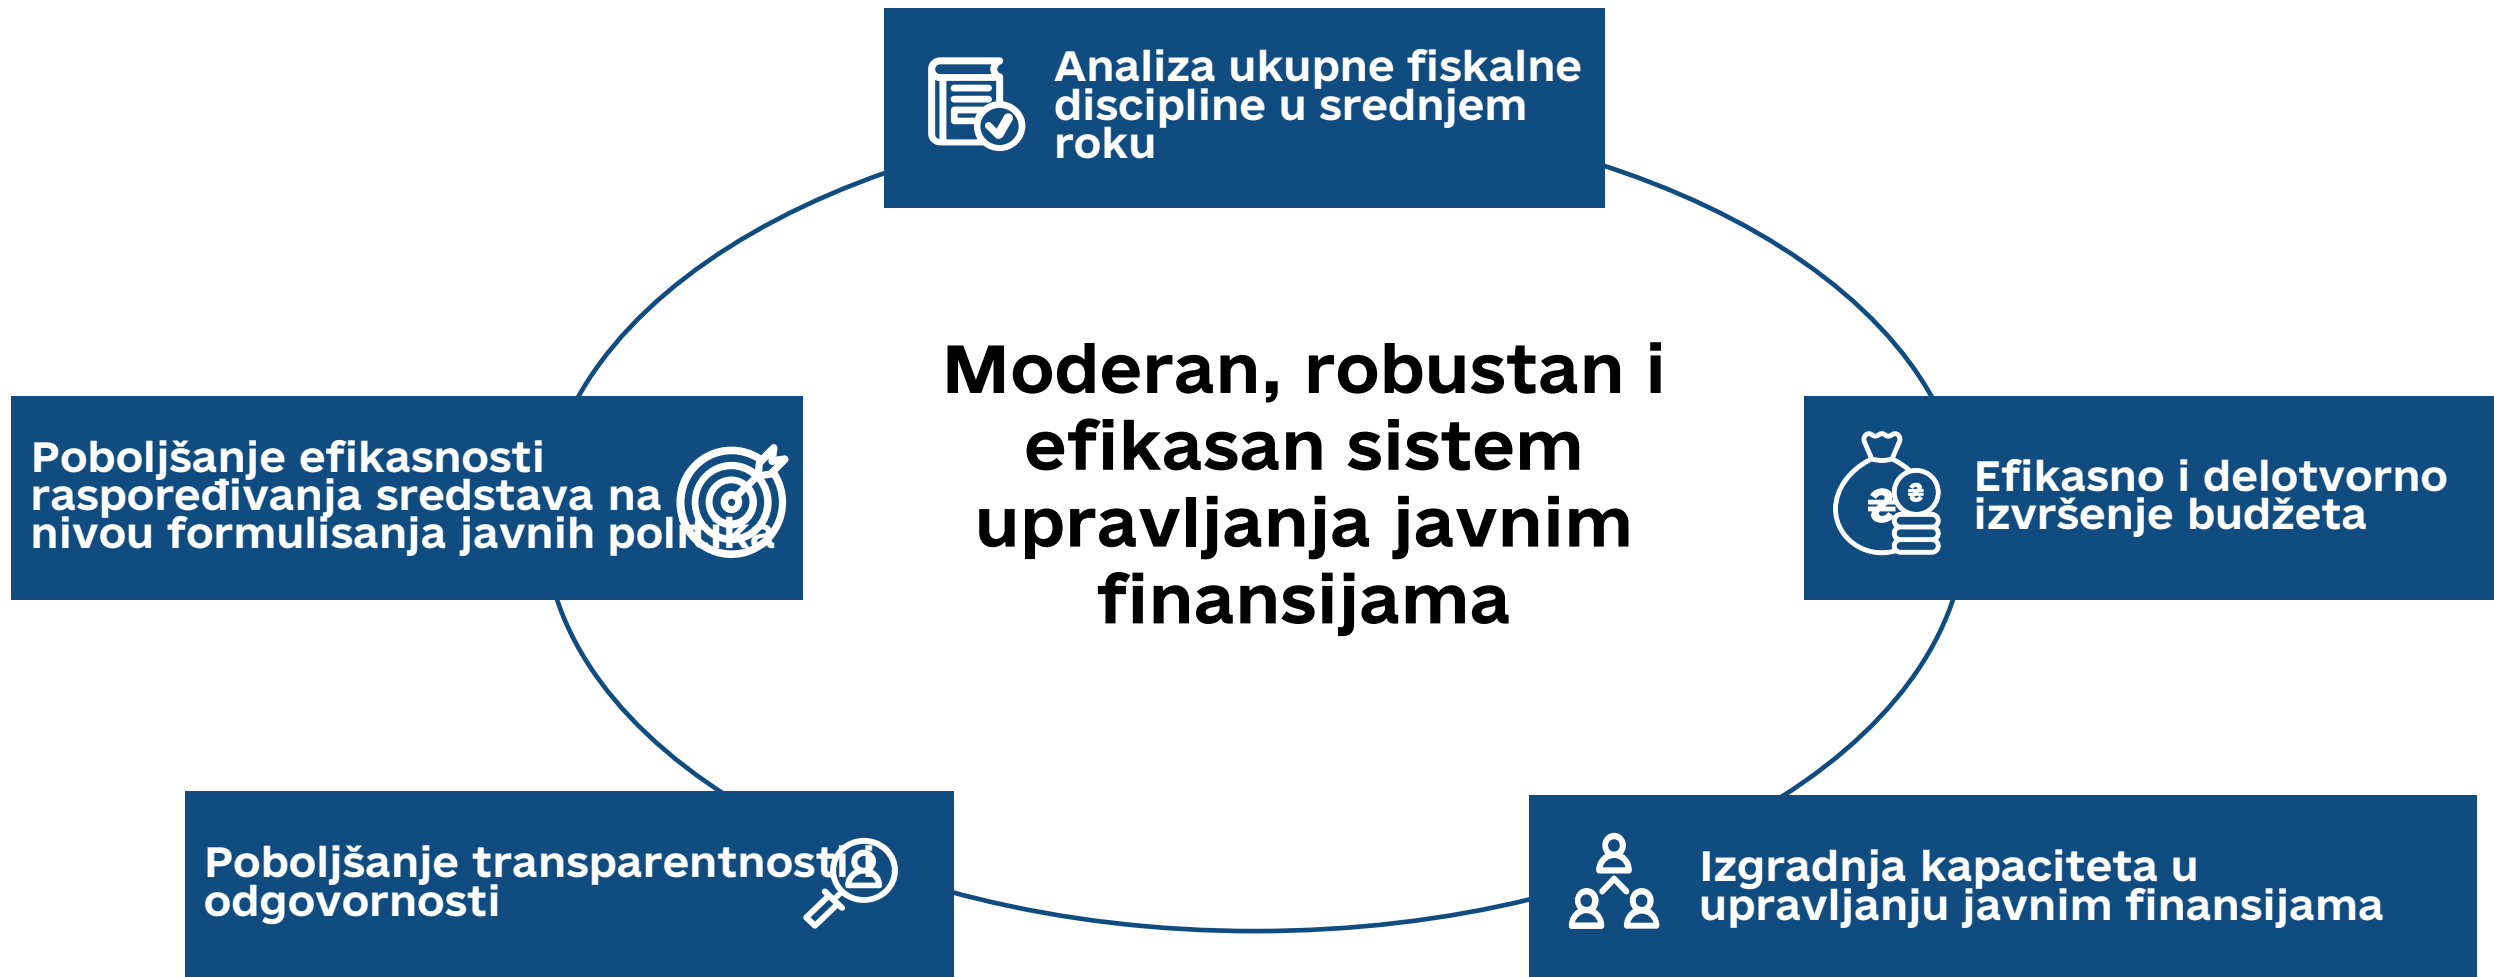 Analiza ukupne fiskalne
discipline u srednjem
roku
Moderan, robustan i
efikasan sistem
upravljanja javnim
finansijama
Poboljšanje efikasnosti
raspoređivanja sredstava na
nivou formulisanja javnih politika
Efikasno i delotvorno
izvršenje budžeta
Poboljšanje transparentnosti i
odgovornosti
Izgradnja kapaciteta u
upravljanju javnim finansijama